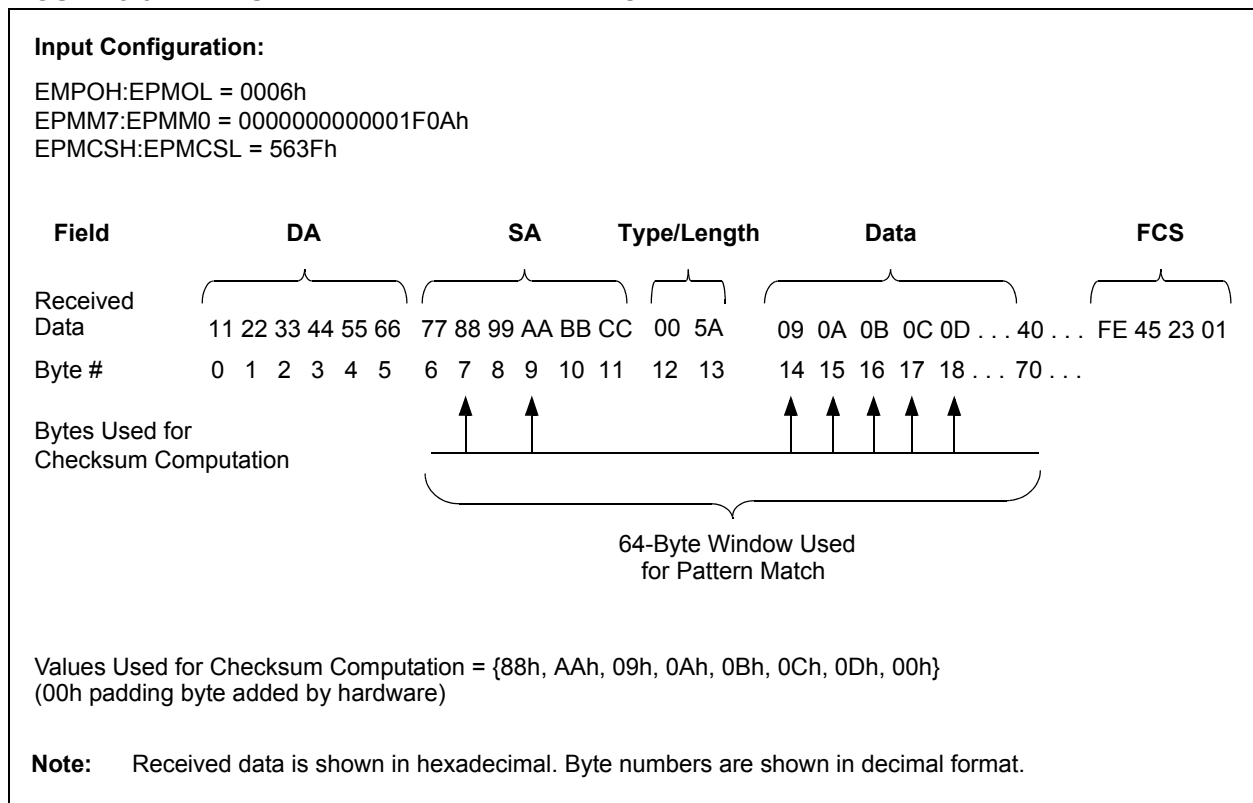 Input Configuration:
EMPOH:EPMOL = 0006h
EPMM7:EPMM0 = 0000000000001F0Ah
EPMCSH:EPMCSL = 563Fh
Field DA SA Type/Length Data FCS
Received
Data 11 22 33 44 55 66 77 88 99 AA BB CC 00 5A 09 0A 0B 0C 0D . . . 40 . . . FE 45 23 01
Byte # 0 1 2 3 4 5 6 7 8 9 10 11 12 13 14 15 16 17 18 . . . 70 . . .
Bytes Used for
Checksum Computation
64-Byte Window Used
for Pattern Match
Values Used for Checksum Computation = {88h, AAh, 09h, 0Ah, 0Bh, 0Ch, 0Dh, 00h}
(00h padding byte added by hardware)
Note: Received data is shown in hexadecimal. Byte numbers are shown in decimal format.